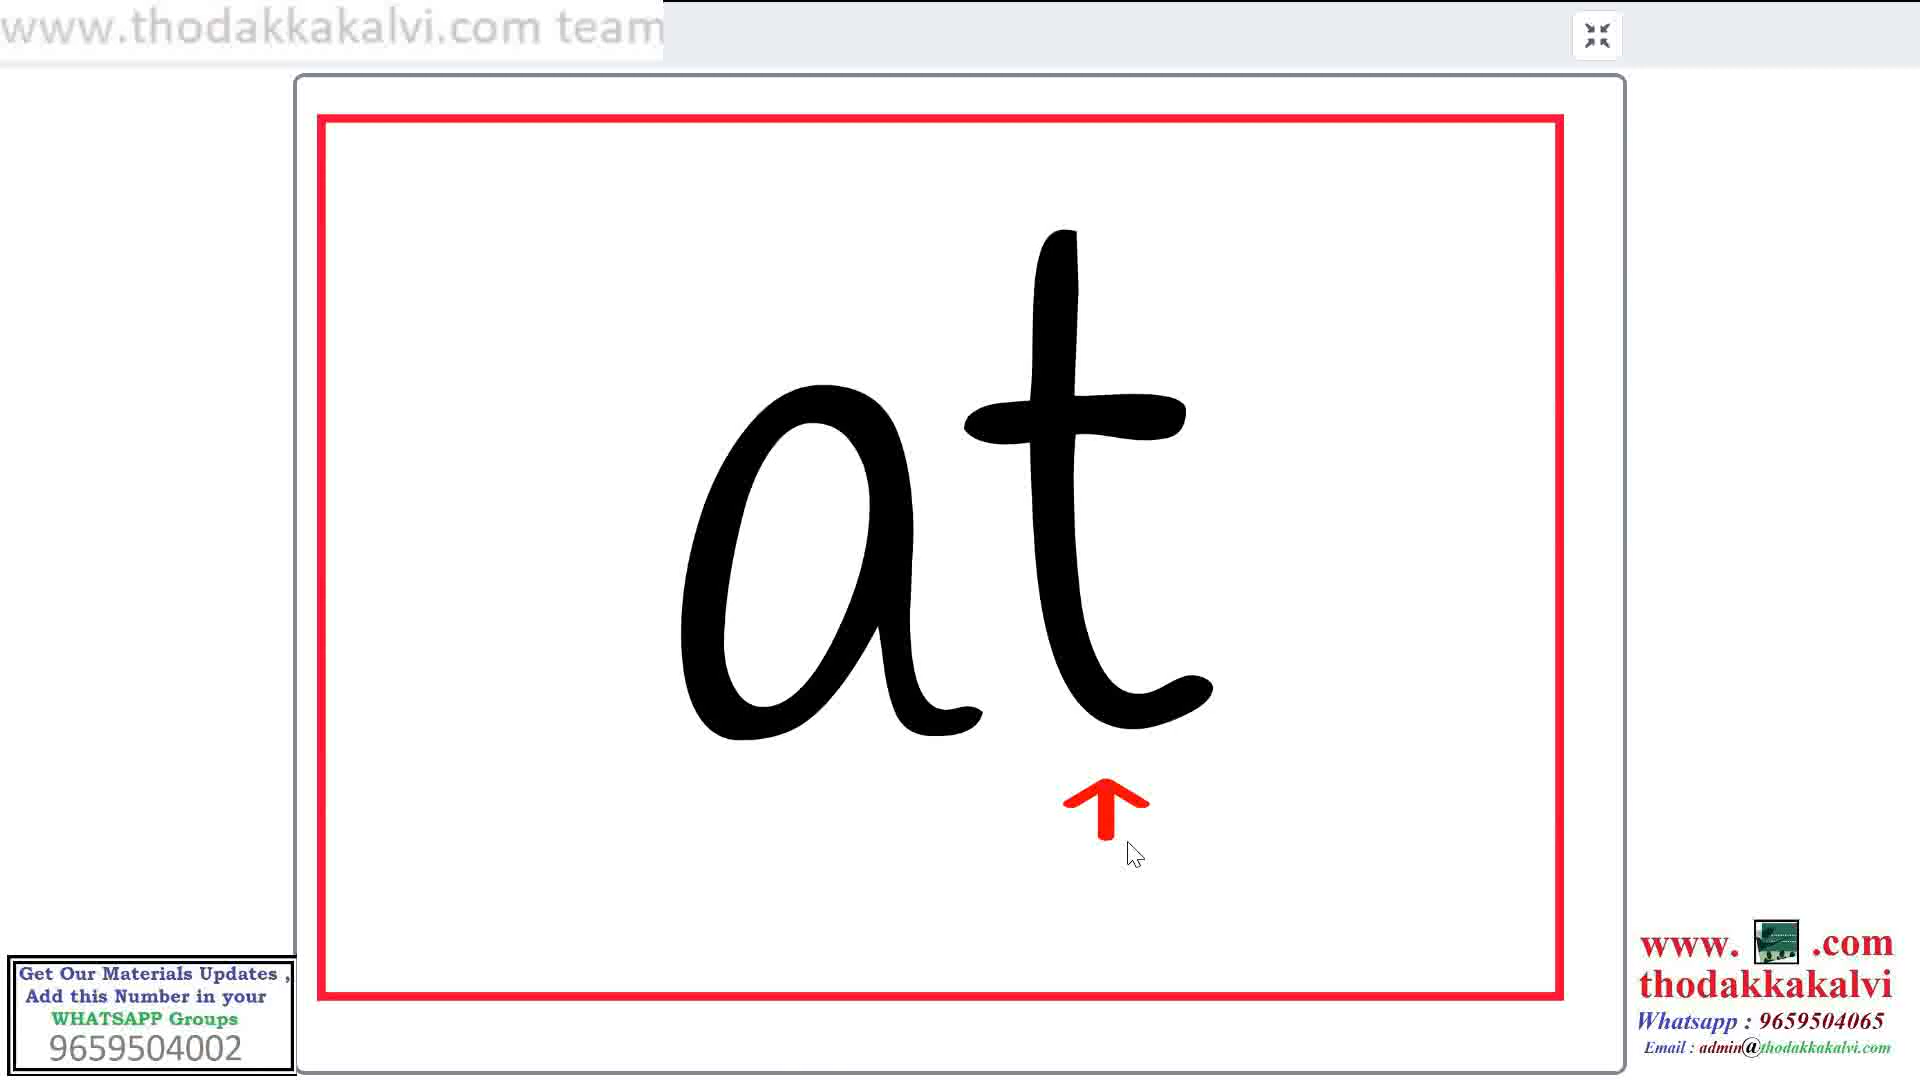 www.thodakkakalvi.com team
at
Get Our Materials Updates ,
Add this Number in your
WHATSAPP Groups
9659504002
www. .com
thodakkakalvi
Whatsapp : 9659504065
Email : admin@thodakkakalvi.com